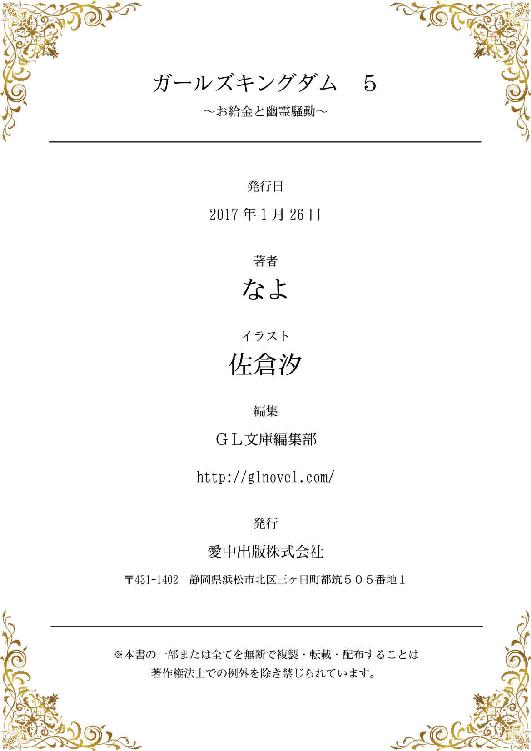 ガールズキングダム　５
～お給金と幽霊騒動～
発行日
2017 年 1 月 26 日
著者
なよ
イラスト
佐倉汐
編集
ＧＬ文庫編集部
http://glnovel.com/
発行
愛中出版株式会社
〒431-1402　静岡県浜松市北区三ヶ日町都筑５０５番地１
※本書の一部または全てを無断で複製・転載・配布することは
著作権法上での例外を除き禁じられています。